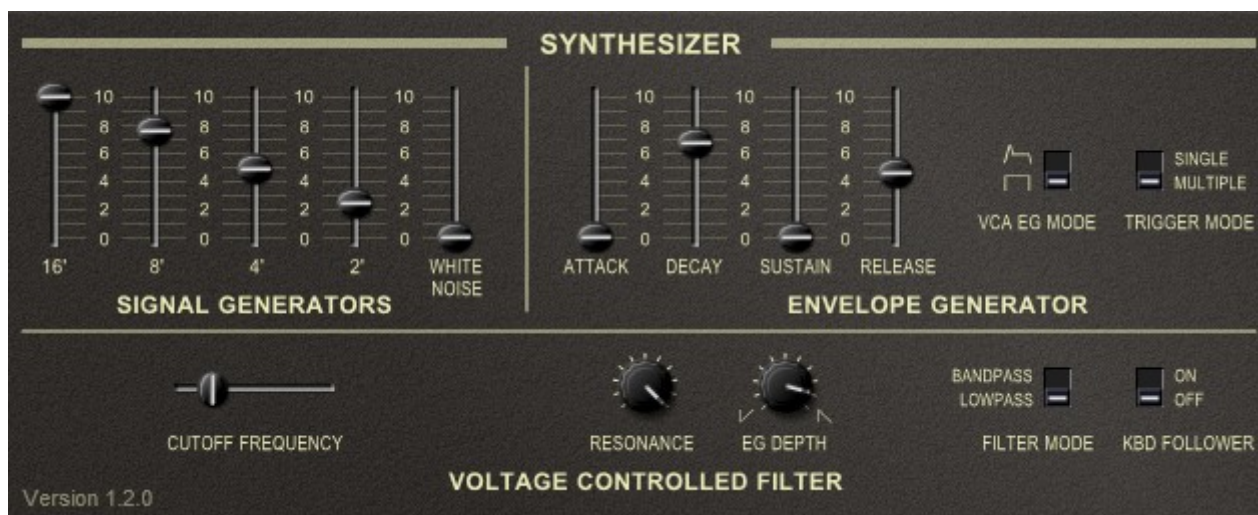 SYNTHESIZER
10 10 10 10 10 10 10
8 8 8 8 8 8 8
6 6 6 6 6 6 6
4 4 4 4 4 4 4
2 2 2 2 2 2 2
0 0 0 0 0 0 0
SINGLE
MULTIPLE
VCA EG MODE TRIGGER MODE
16' 8' 4' 2' WHITE NOISE
ATTACK DECAY SUSTAIN RELEASE
SIGNAL GENERATORS
ENVELOPE GENERATOR
BANDPASS
LOWPASS
ON
OFF
CUTOFF FREQUENCY
RESONANCE
EG DEPTH
FILTER MODE
KBD FOLLOWER
VOLTAGE CONTROLLED FILTER
Version 1.2.0